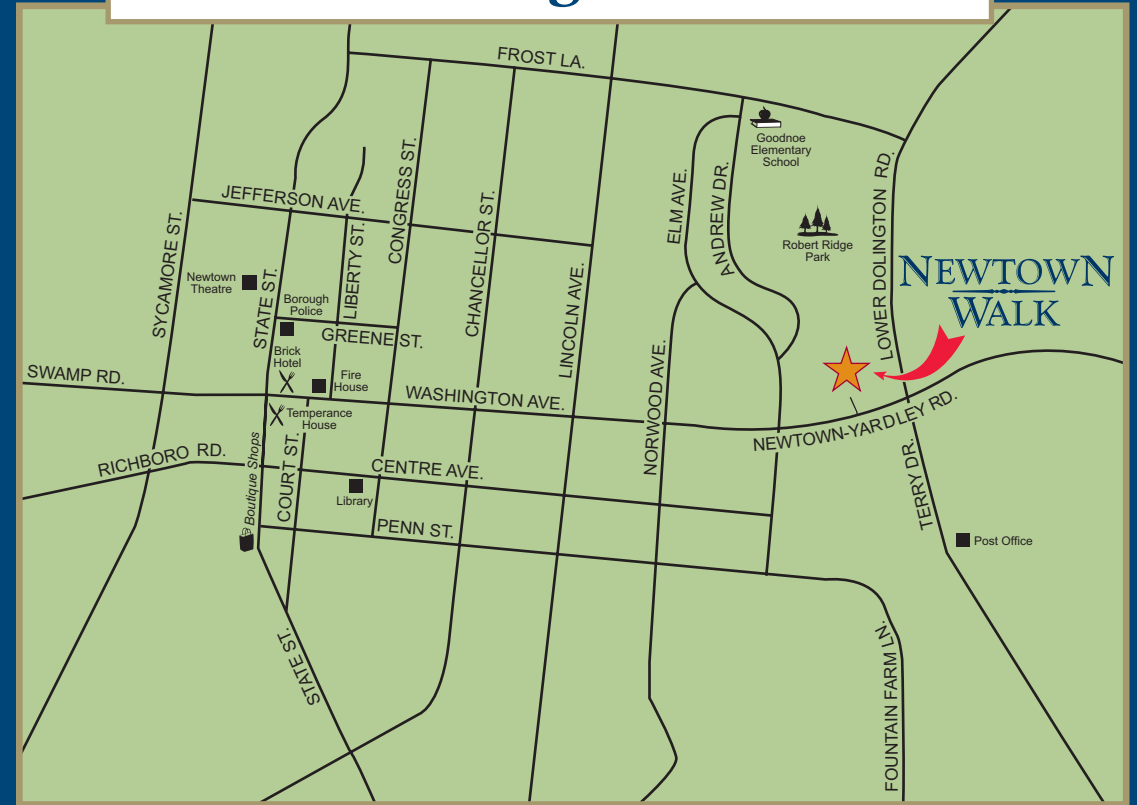 FROST LA.
Goodnoe
Elementary
School
JEFFERSON AVE.
CONGRESS ST.
ELM AVE.
ANDREW DR.
LOWER DOLINGTON RD.
SYCAMORE ST.
LIBERTY ST.
CHANCELLOR ST.
Robert Ridge
Park
NEWTOWN
WALK
Newtown
Theatre
STATE ST.
Borough
Police
GREENE ST.
LINCOLN AVE.
Brick
Hotel
Fire
House
SWAMP RD.
WASHINGTON AVE.
NORWOOD AVE.
Temperance
House
NEWTOWN-YARDLEY RD.
RICHBORO RD.
Boutique Shops
COURT ST.
CENTRE AVE.
Library
PENN ST.
TERRY DR.
Post Office
STATE ST.
FOUNTAIN FARM LN.